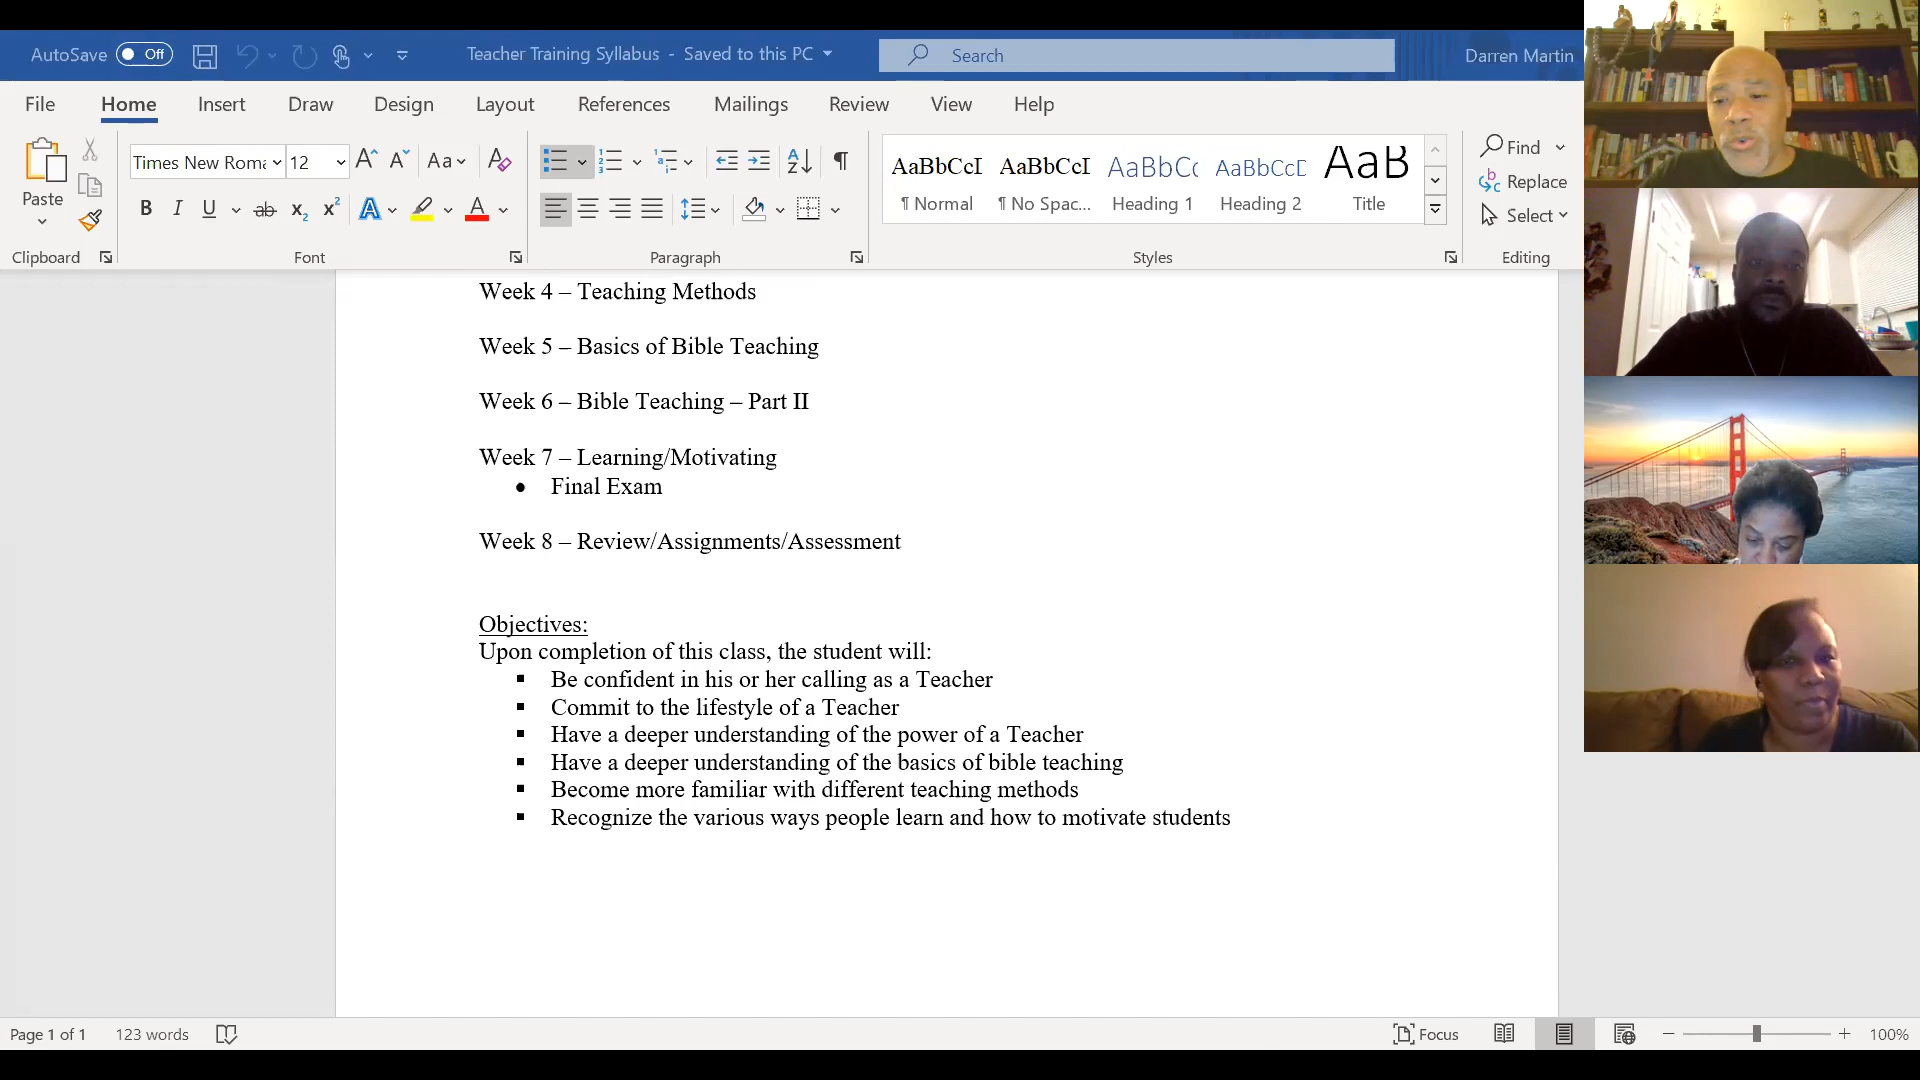 AutoSave Off Teacher Training Syllabus - Saved to this PC Search Darren Martin
File Home Insert Draw Design Layout References Mailings Review View Help
Paste
Clipboard
Times New Roma 12 Aa
B I U ab x2 x2 A A
Font
Paragraph
AaBbCcI AaBbCcI AaBbCc AaBbCcD AaB
¶ Normal ¶ No Spac... Heading 1 Heading 2 Title
Styles
Find
Replace
Select
Editing
Week 4 – Teaching Methods
Week 5 – Basics of Bible Teaching
Week 6 – Bible Teaching – Part II
Week 7 – Learning/Motivating
● Final Exam
Week 8 – Review/Assignments/Assessment
Objectives:
Upon completion of this class, the student will:
▪ Be confident in his or her calling as a Teacher
▪ Commit to the lifestyle of a Teacher
▪ Have a deeper understanding of the power of a Teacher
▪ Have a deeper understanding of the basics of bible teaching
▪ Become more familiar with different teaching methods
▪ Recognize the various ways people learn and how to motivate students
Page 1 of 1 123 words Focus 100%